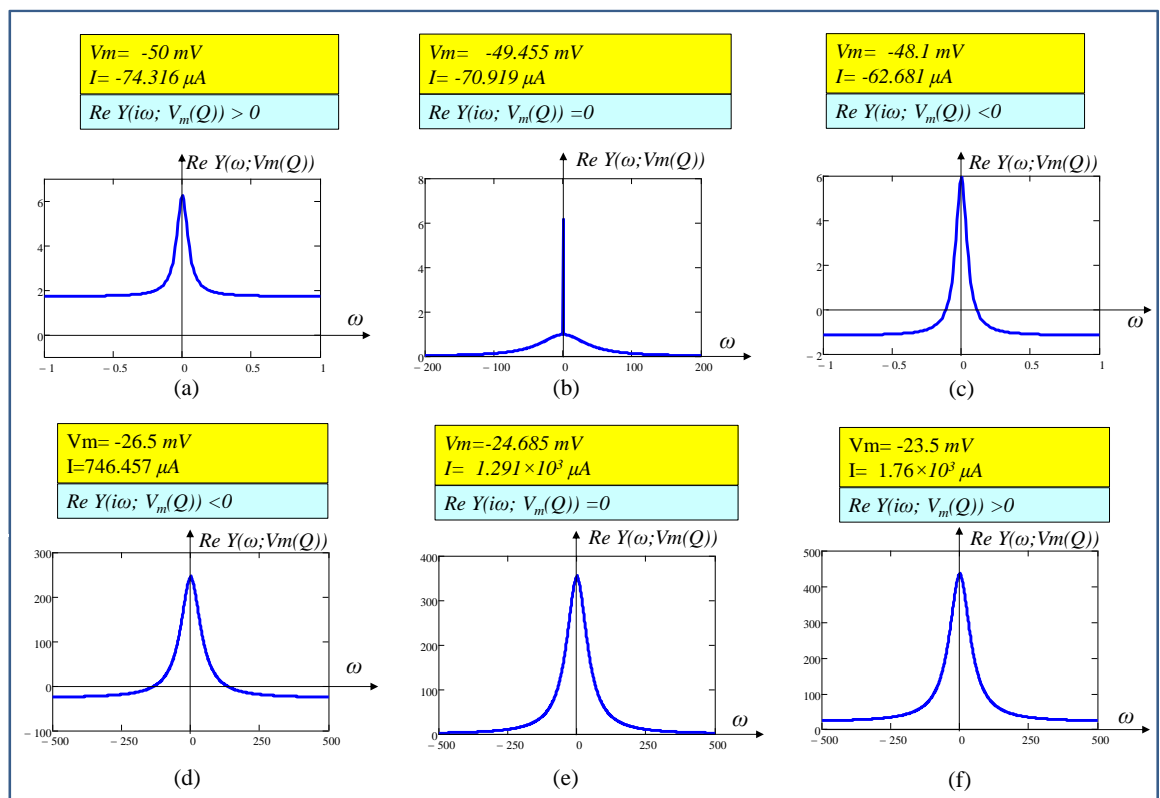 Vm= -50 mV
I= -74.316 μA
Re Y(iω; V_m(Q)) > 0
Re Y(ω;Vm(Q))
6
4
2
0
− 1
− 0.5
0
0.5
1
ω
(a)
Vm= -49.455 mV
I= -70.919 μA
Re Y(iω; V_m(Q)) =0
Re Y(ω;Vm(Q))
8
6
4
2
0
− 200
− 100
0
100
200
ω
(b)
Vm= -48.1 mV
I= -62.681 μA
Re Y(iω; V_m(Q)) <0
Re Y(ω;Vm(Q))
6
4
2
0
− 2
− 1
− 0.5
0
0.5
1
ω
(c)
Vm= -26.5 mV
I=746.457 μA
Re Y(iω; V_m(Q)) <0
Re Y(ω;Vm(Q))
300
200
100
0
− 100
− 500
− 250
0
250
500
ω
(d)
Vm=-24.685 mV
I= 1.291×10³ μA
Re Y(iω; V_m(Q)) =0
Re Y(ω;Vm(Q))
400
300
200
100
0
− 500
− 250
0
250
500
ω
(e)
Vm= -23.5 mV
I= 1.76×10³ μA
Re Y(iω; V_m(Q)) >0
Re Y(ω;Vm(Q))
400
300
200
100
0
− 500
− 250
0
250
500
ω
(f)